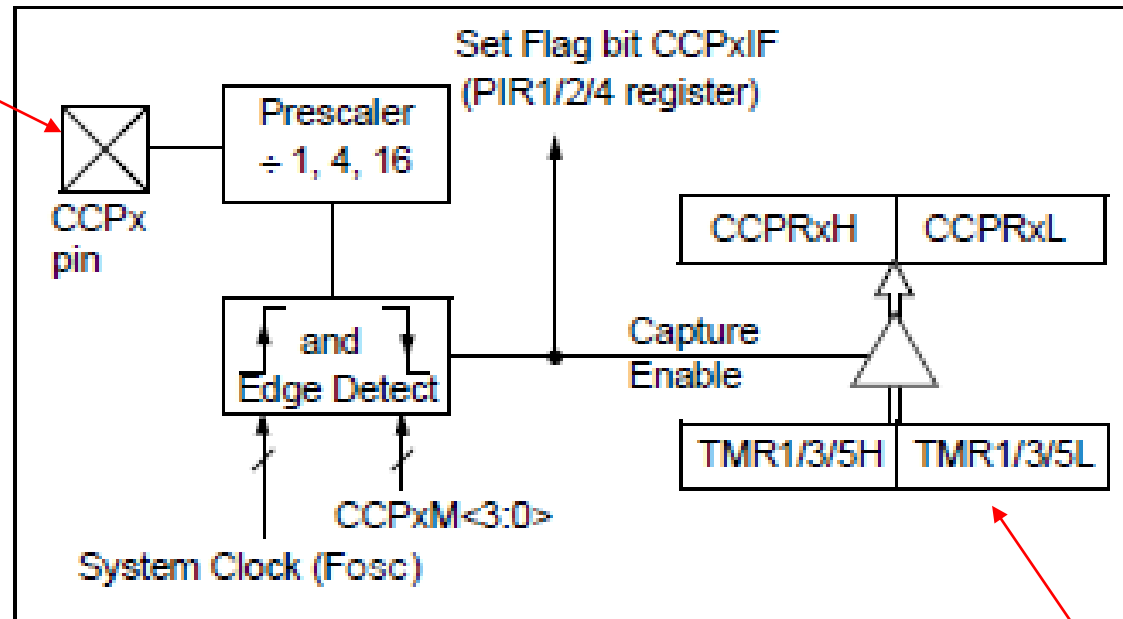 Set Flag bit CCPxIF
(PIR1/2/4 register)
Prescaler
÷ 1, 4, 16
CCPx
pin
CCPRxH CCPRxL
and
Edge Detect
Capture
Enable
TMR1/3/5H TMR1/3/5L
CCPxM<3:0>
System Clock (Fosc)